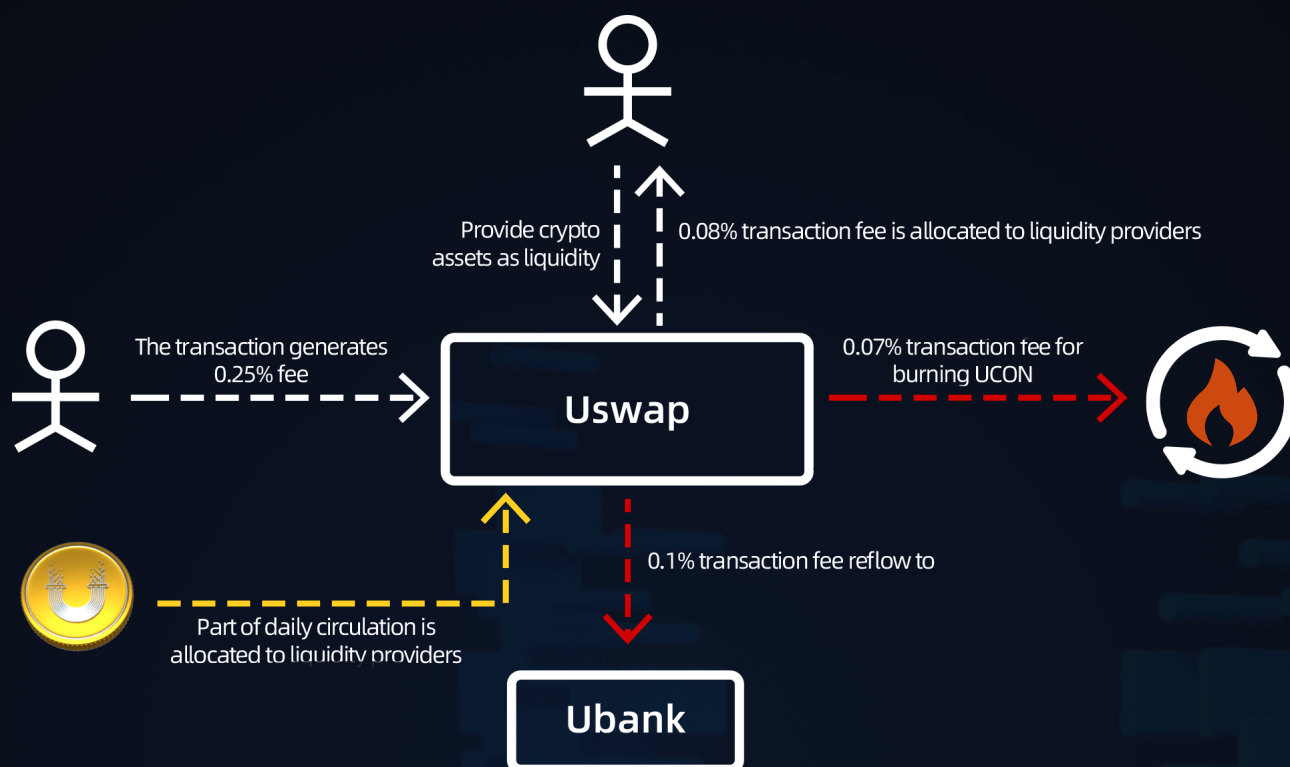 Provide crypto
assets as liquidity
0.08% transaction fee is allocated to liquidity providers
The transaction generates
0.25% fee
Uswap
0.07% transaction fee for
burning UCON
0.1% transaction fee reflow to
Part of daily circulation is
allocated to liquidity providers
Ubank